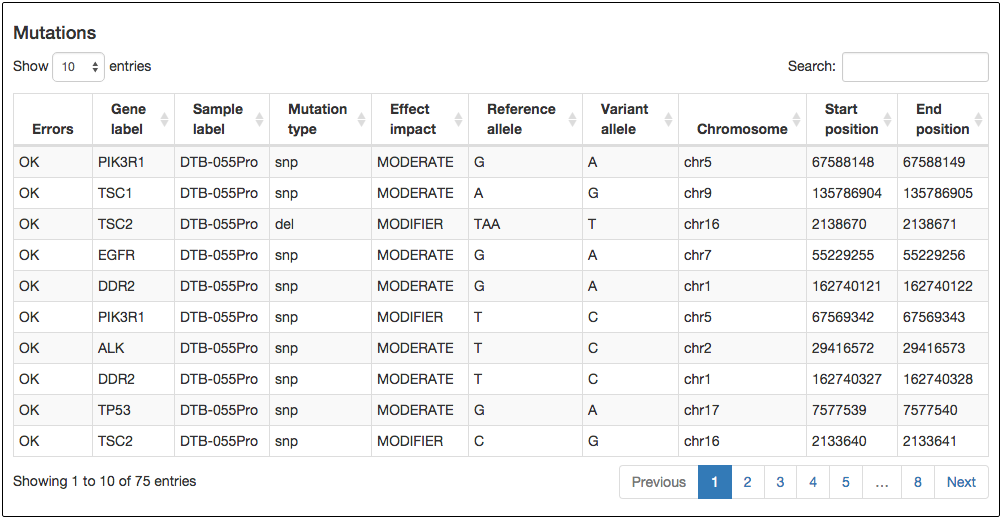 Mutations
Show 10 entries Search:
Errors Gene label Sample label Mutation type Effect impact Reference allele Variant allele Chromosome Start position End position
OK PIK3R1 DTB-055Pro snp MODERATE G A chr5 67588148 67588149
OK TSC1 DTB-055Pro snp MODERATE A G chr9 135786904 135786905
OK TSC2 DTB-055Pro del MODIFIER TAA T chr16 2138670 2138671
OK EGFR DTB-055Pro snp MODERATE G A chr7 55229255 55229256
OK DDR2 DTB-055Pro snp MODERATE G A chr1 162740121 162740122
OK PIK3R1 DTB-055Pro snp MODIFIER T C chr5 67569342 67569343
OK ALK DTB-055Pro snp MODERATE T C chr2 29416572 29416573
OK DDR2 DTB-055Pro snp MODERATE T C chr1 162740327 162740328
OK TP53 DTB-055Pro snp MODERATE G A chr17 7577539 7577540
OK TSC2 DTB-055Pro snp MODIFIER C G chr16 2133640 2133641
Showing 1 to 10 of 75 entries Previous 1 2 3 4 5 ... 8 Next